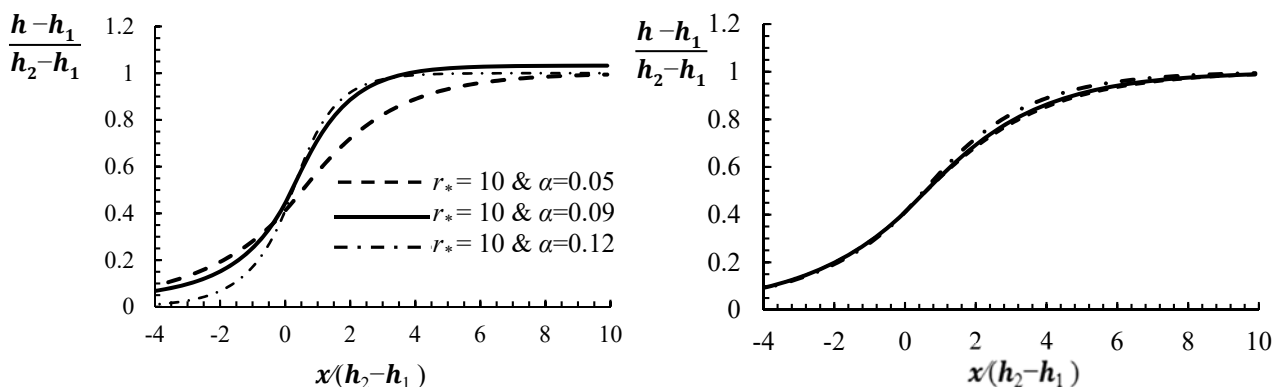 h −h₁
h₂−h₁
1.2
1
0.8
0.6
0.4
0.2
0
-4 -2 0 2 4 6 8 10
x/(h₂−h₁)
r* = 10 & α=0.05
r* = 10 & α=0.09
r* = 10 & α=0.12
h −h₁
h₂−h₁
1.2
1
0.8
0.6
0.4
0.2
0
-4 -2 0 2 4 6 8 10
x/(h₂−h₁)